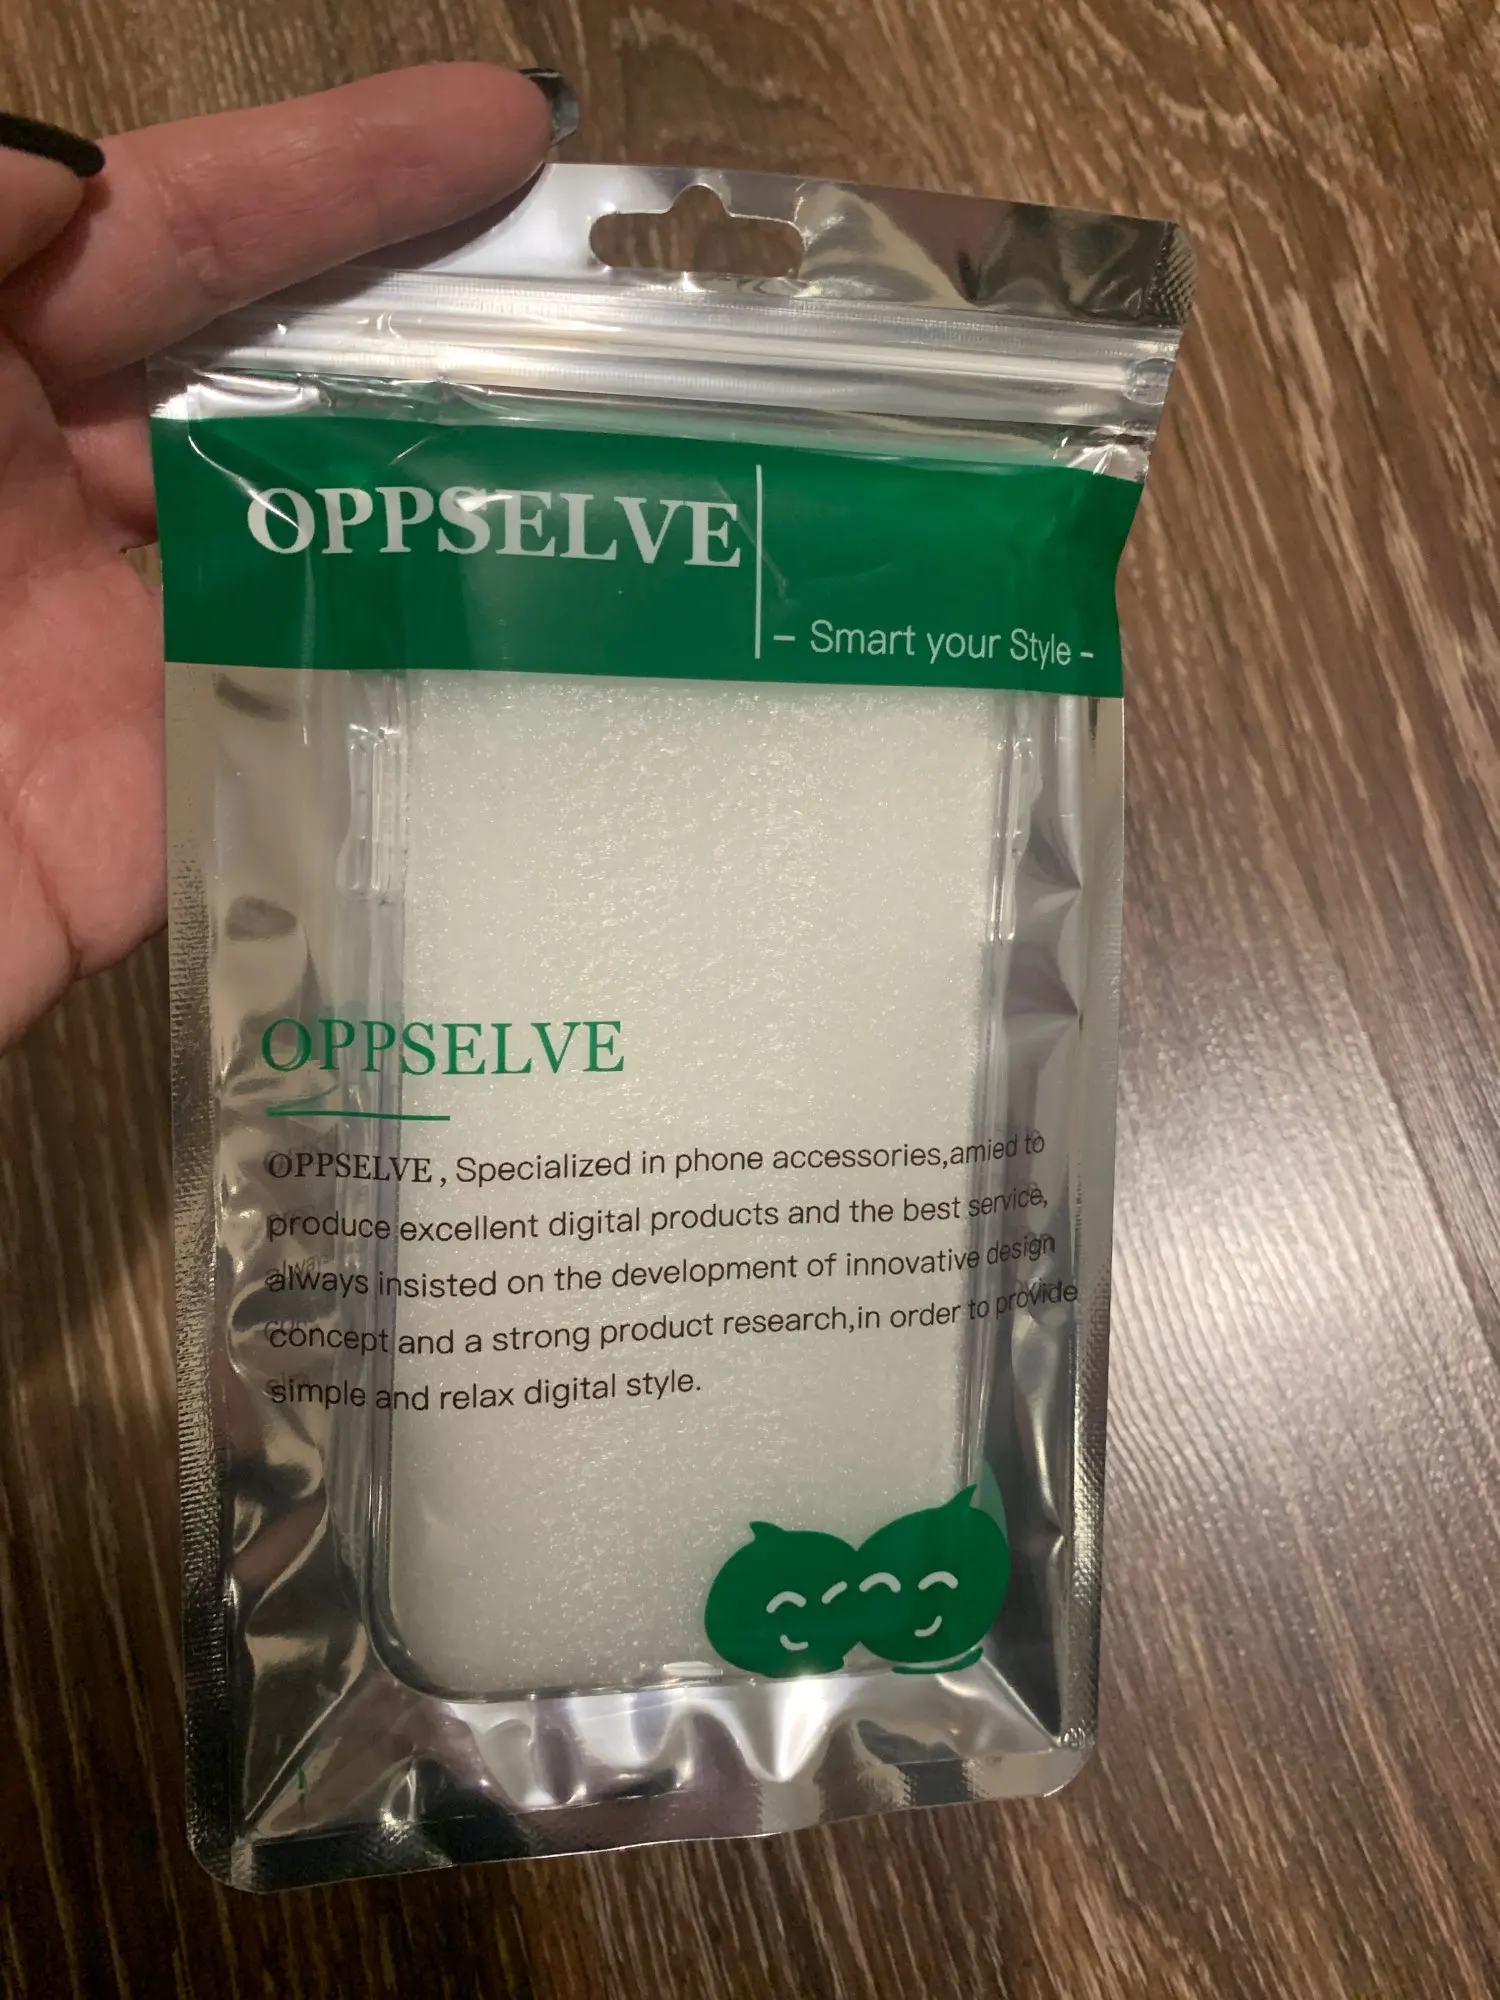 OPPSELVE
– Smart your Style –
OPPSELVE
OPPSELVE, Specialized in phone accessories,amied to
produce excellent digital products and the best service,
always insisted on the development of innovative design
concept and a strong product research,in order to provide
simple and relax digital style.